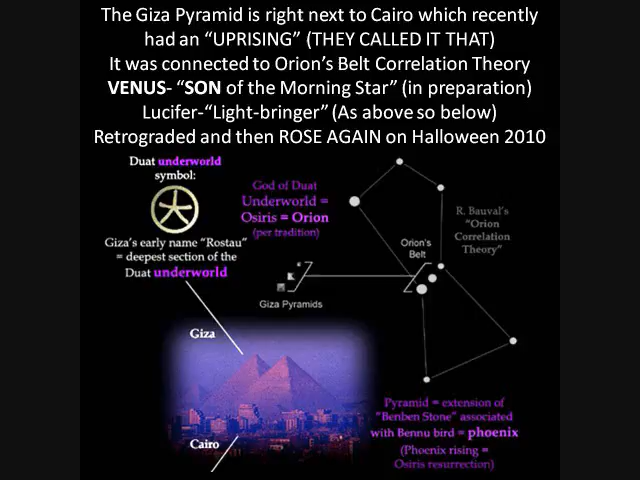 The Giza Pyramid is right next to Cairo which recently
had an “UPRISING” (THEY CALLED IT THAT)
It was connected to Orion’s Belt Correlation Theory
VENUS- “SON of the Morning Star” (in preparation)
Lucifer-“Light-bringer” (As above so below)
Retrograded and then ROSE AGAIN on Halloween 2010
Duat underworld
symbol:
Giza’s early name “Rostau”
= deepest section of the
Duat underworld
God of Duat
Underworld =
Osiris = Orion
(per tradition)
R. Bauval’s
“Orion
Correlation
Theory”
Orion’s
Belt
Giza Pyramids
Giza
Cairo
Pyramid = extension of
“Benben Stone” associated
with Bennu bird = phoenix
(Phoenix rising =
Osiris resurrection)